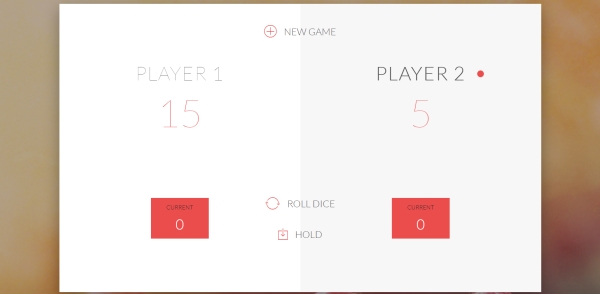 NEW GAME
PLAYER 1
PLAYER 2
15
5
CURRENT
0
ROLL DICE
HOLD
CURRENT
0